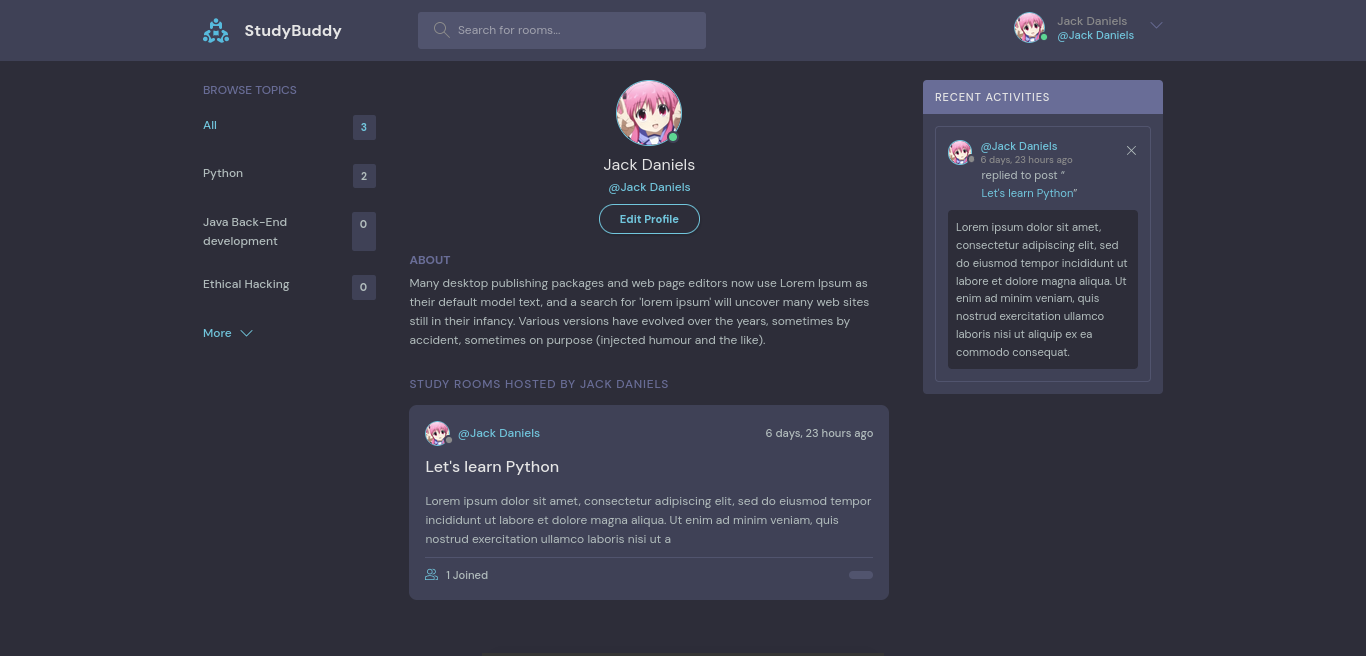 StudyBuddy
Search for rooms...
Jack Daniels
@Jack Daniels
BROWSE TOPICS
All
3
Python
2
Java Back-End
development
0
Ethical Hacking
0
More
Jack Daniels
@Jack Daniels
Edit Profile
ABOUT
Many desktop publishing packages and web page editors now use Lorem Ipsum as
their default model text, and a search for 'lorem ipsum' will uncover many web sites
still in their infancy. Various versions have evolved over the years, sometimes by
accident, sometimes on purpose (injected humour and the like).
STUDY ROOMS HOSTED BY JACK DANIELS
@Jack Daniels
6 days, 23 hours ago
Let's learn Python
Lorem ipsum dolor sit amet, consectetur adipiscing elit, sed do eiusmod tempor
incididunt ut labore et dolore magna aliqua. Ut enim ad minim veniam, quis
nostrud exercitation ullamco laboris nisi ut a
1 Joined
RECENT ACTIVITIES
@Jack Daniels
6 days, 23 hours ago
replied to post “
Let's learn Python”
Lorem ipsum dolor sit amet,
consectetur adipiscing elit, sed
do eiusmod tempor incididunt ut
labore et dolore magna aliqua. Ut
enim ad minim veniam, quis
nostrud exercitation ullamco
laboris nisi ut aliquip ex ea
commodo consequat.